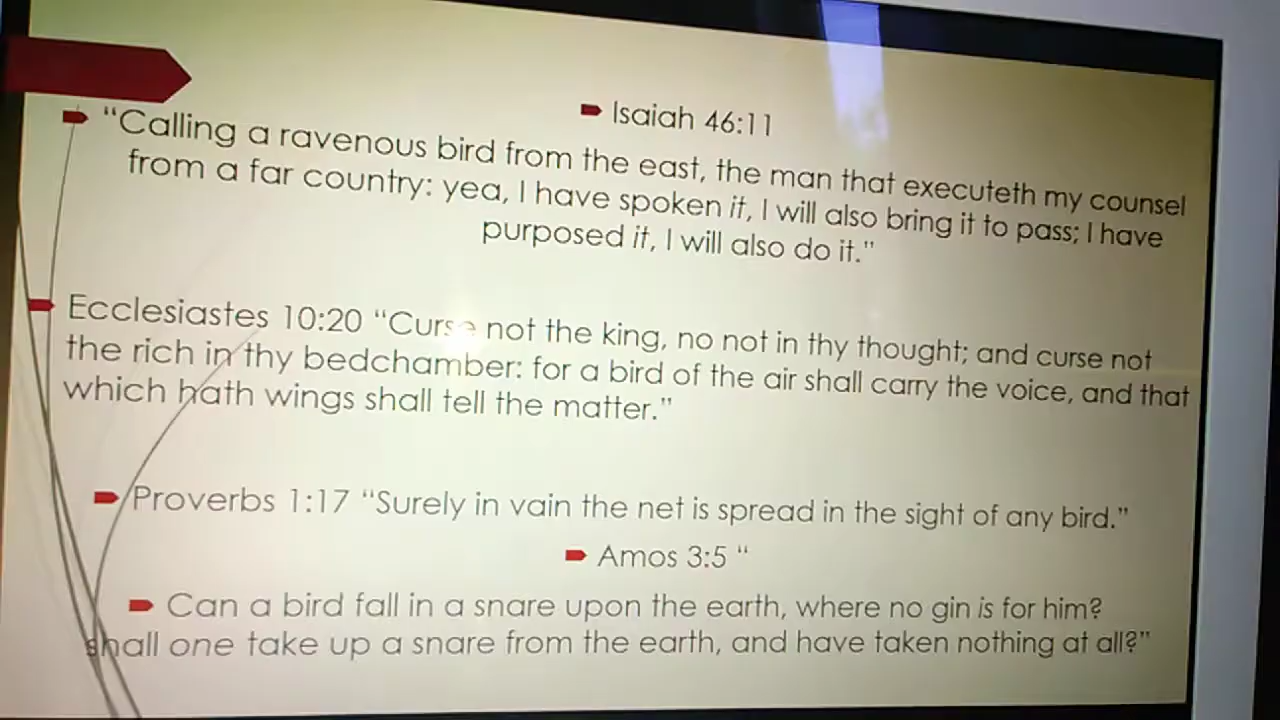 Isaiah 46:11
“Calling a ravenous bird from the east, the man that executeth my counsel
from a far country: yea, I have spoken it, I will also bring it to pass; I have
purposed it, I will also do it.”
Ecclesiastes 10:20 “Curse not the king, no not in thy thought; and curse not
the rich in thy bedchamber: for a bird of the air shall carry the voice, and that
which hath wings shall tell the matter.”
Proverbs 1:17 “Surely in vain the net is spread in the sight of any bird.”
Amos 3:5 “
Can a bird fall in a snare upon the earth, where no gin is for him?
shall one take up a snare from the earth, and have taken nothing at all?”